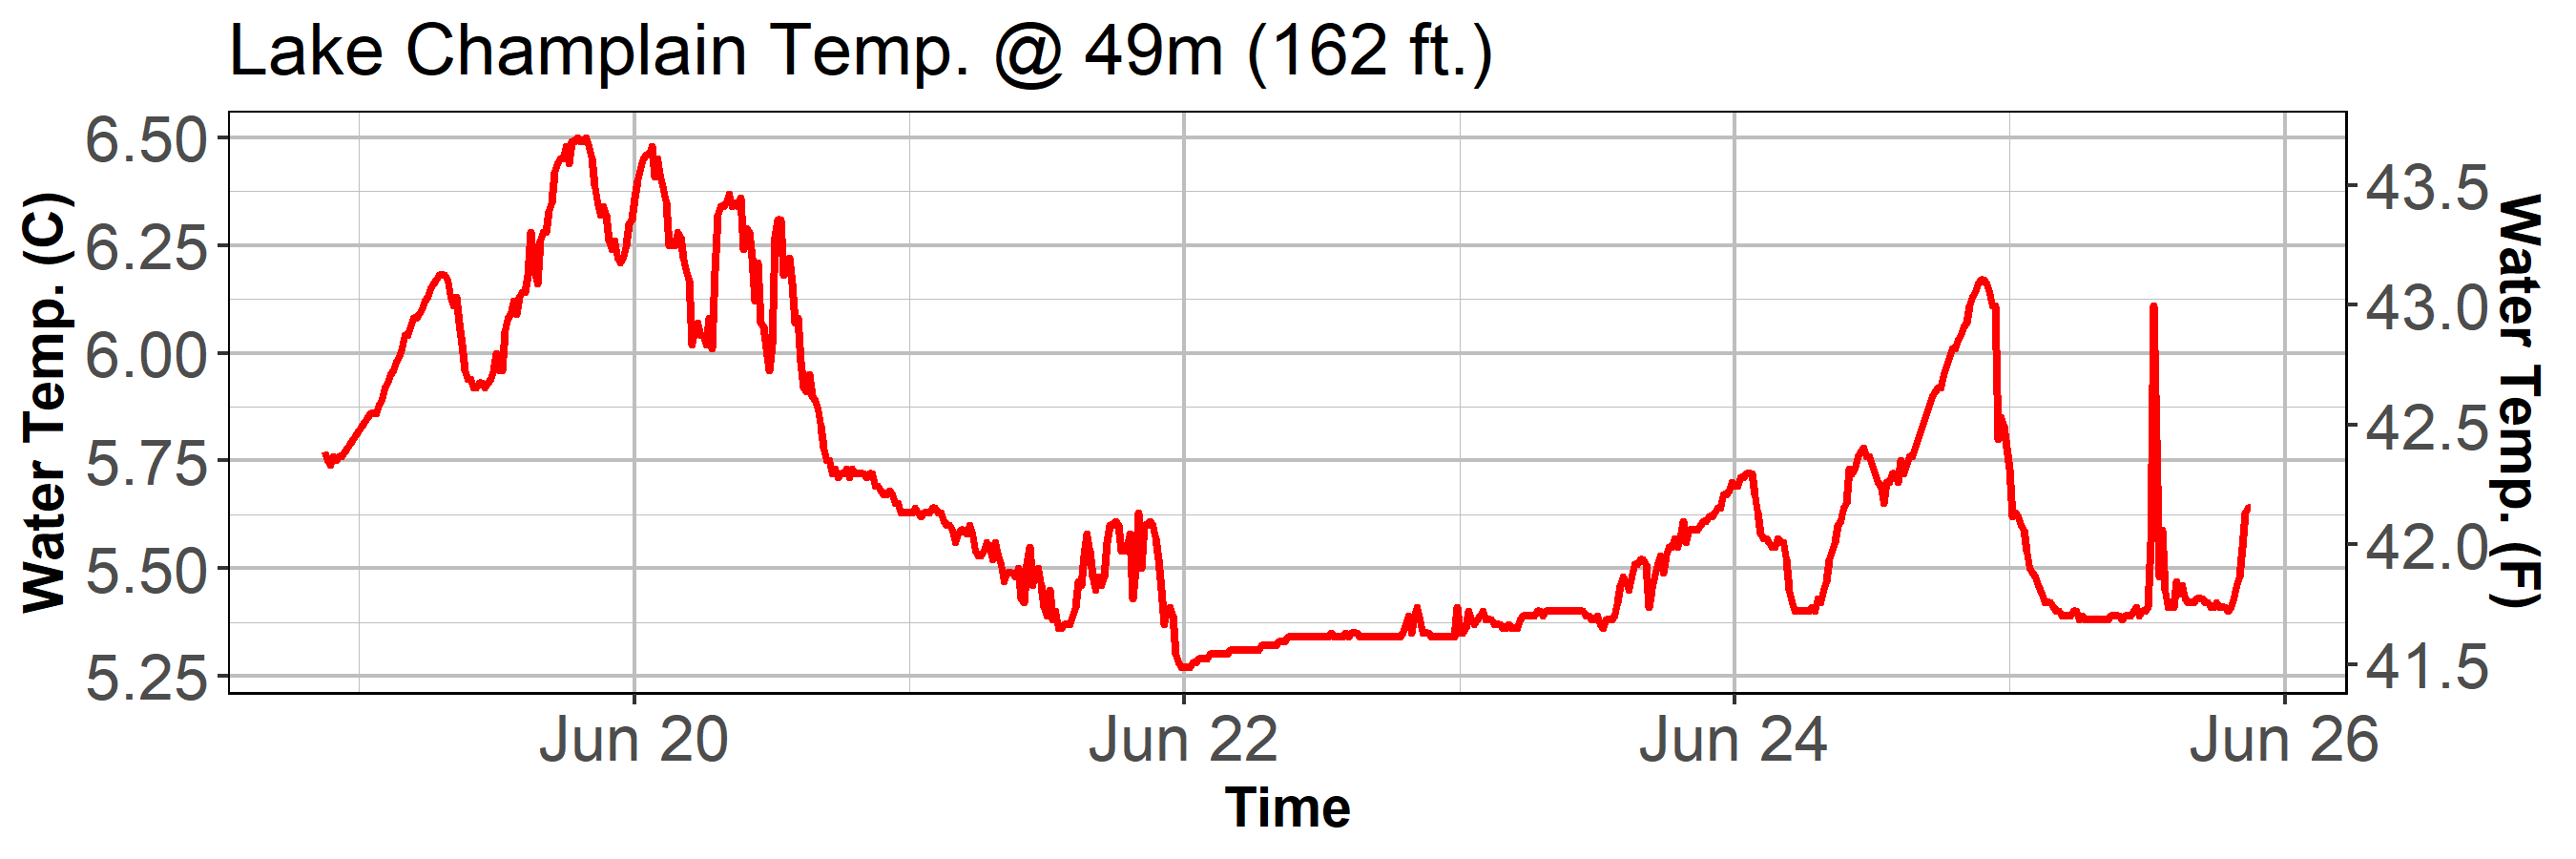 Lake Champlain Temp. @ 49m (162 ft.)
Water Temp. (C)
6.50
6.25
6.00
5.75
5.50
5.25
43.5
43.0
42.5
42.0
41.5
Water Temp. (F)
Jun 20
Jun 22
Jun 24
Jun 26
Time